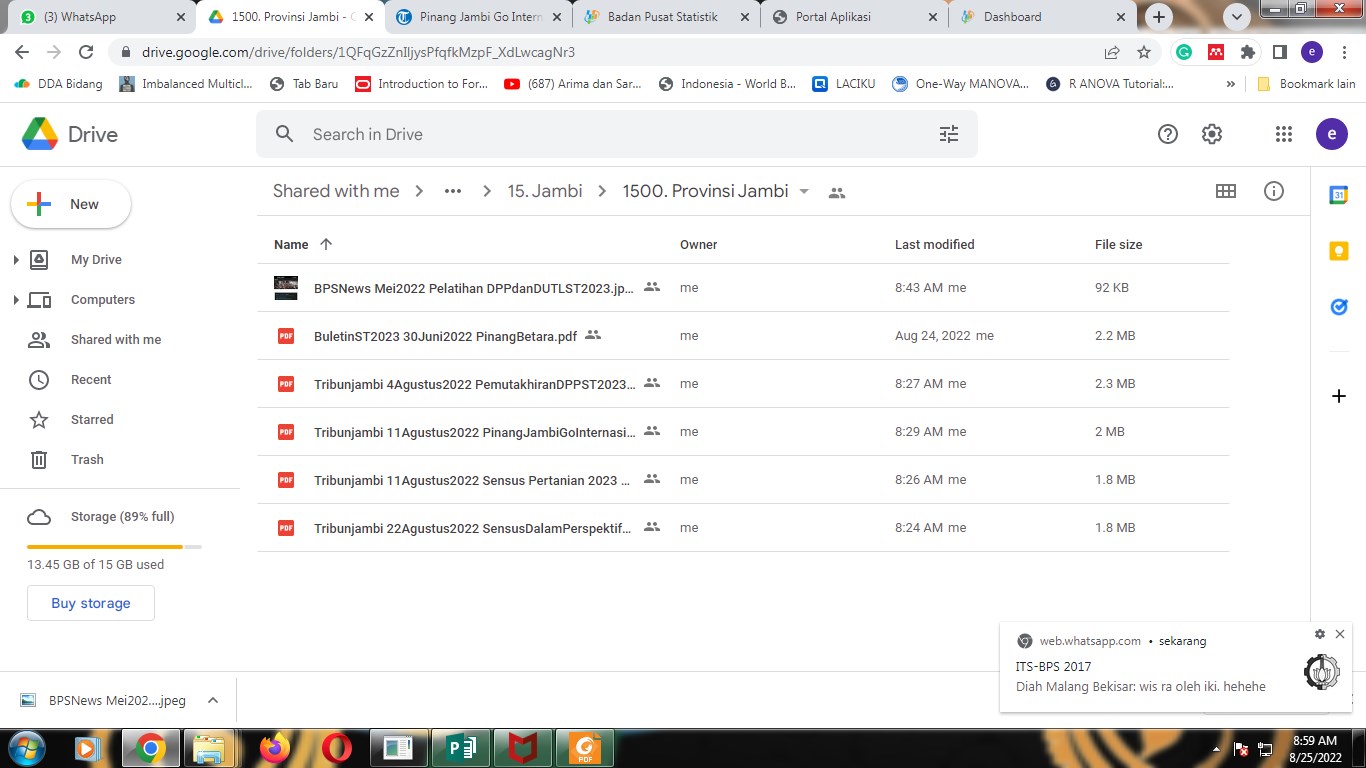 (3) WhatsApp
1500. Provinsi Jambi -
Pinang Jambi Go Intern
Badan Pusat Statistik
Portal Aplikasi
Dashboard
drive.google.com/drive/folders/1QFqGzZnlIjysPfqfkMzpF_XdLwcagNr3
e
DDA Bidang
Imbalanced Multicl...
Tab Baru
Introduction to For...
(687) Arima dan Sar...
Indonesia - World B...
LACIKU
One-Way MANOVA...
R ANOVA Tutorial:...
»
Bookmark lain
Drive
Search in Drive
e
New
My Drive
Computers
Shared with me
Recent
Starred
Trash
Storage (89% full)
13.45 GB of 15 GB used
Buy storage
Shared with me > ... > 15. Jambi > 1500. Provinsi Jambi
Name Owner Last modified File size
BPSNews Mei2022 Pelatihan DPPdanDUTLST2023.jp... me 8:43 AM me 92 KB
PDF BuletinST2023 30Juni2022 PinangBetara.pdf me Aug 24, 2022 me 2.2 MB
PDF Tribunjambi 4Agustus2022 PemutakhiranDPPST2023... me 8:27 AM me 2.3 MB
PDF Tribunjambi 11Agustus2022 PinangJambiGoInternasi... me 8:29 AM me 2 MB
PDF Tribunjambi 11Agustus2022 Sensus Pertanian 2023 ... me 8:26 AM me 1.8 MB
PDF Tribunjambi 22Agustus2022 SensusDalamPerspektif... me 8:24 AM me 1.8 MB
31
web.whatsapp.com • sekarang
ITS-BPS 2017
Diah Malang Bekisar: wis ra oleh iki. hehehe
BPSNews Mei202....jpeg
PDF
8:59 AM
8/25/2022